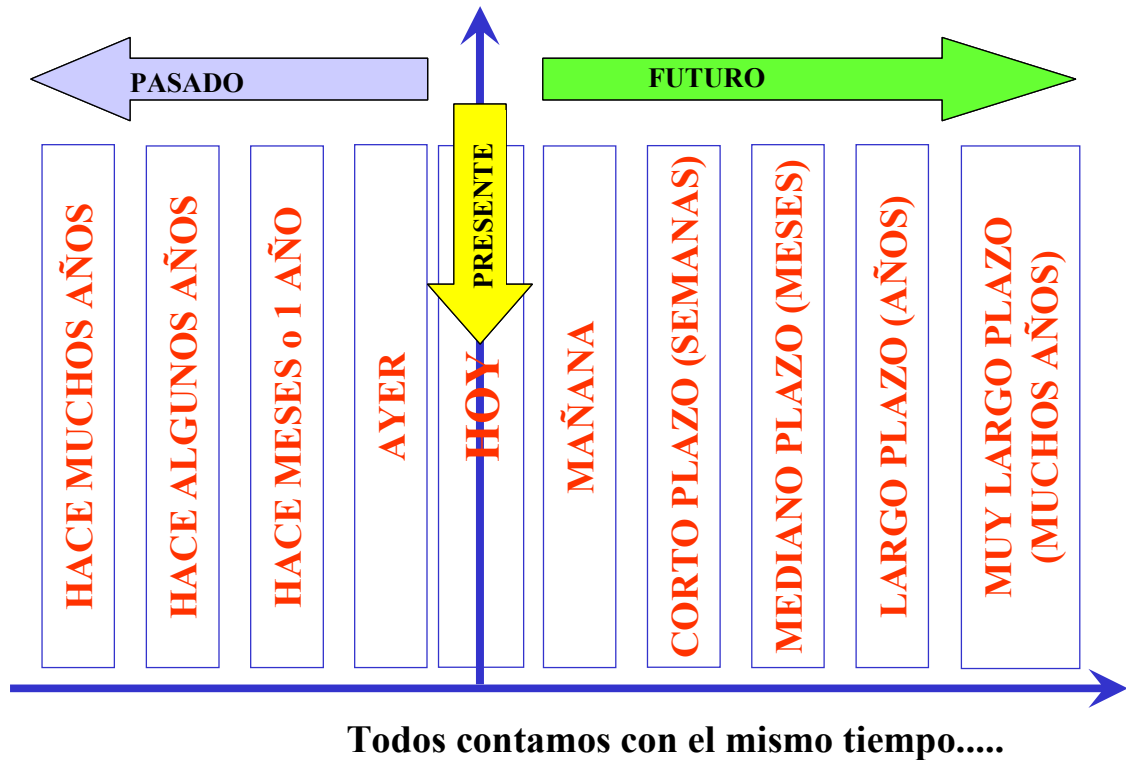 PASADO
FUTURO
PRESENTE
HACE MUCHOS AÑOS
HACE ALGUNOS AÑOS
HACE MESES o 1 AÑO
AYER
HOY
MAÑANA
CORTO PLAZO (SEMANAS)
MEDIANO PLAZO (MESES)
LARGO PLAZO (AÑOS)
MUY LARGO PLAZO
(MUCHOS AÑOS)
Todos contamos con el mismo tiempo.....